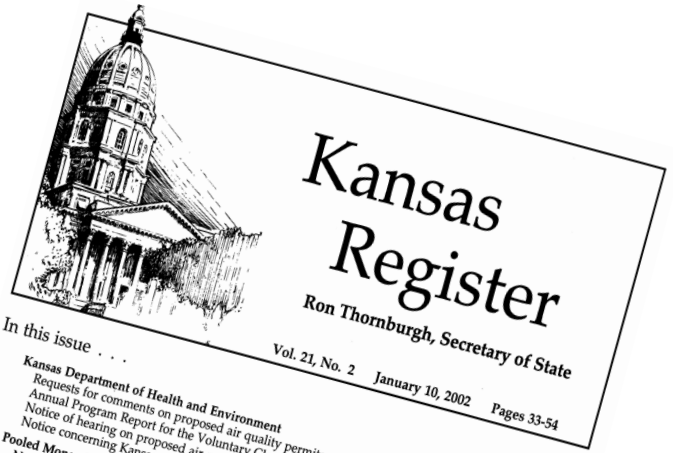 Kansas
Register
Ron Thornburgh, Secretary of State
Vol. 21, No. 2 January 10, 2002 Pages 33-54
In this issue . . .
Kansas Department of Health and Environment
Requests for comments on proposed air quality
Annual Program Report for the Voluntary
Notice of hearing on proposed
Notice concerning
Pooled